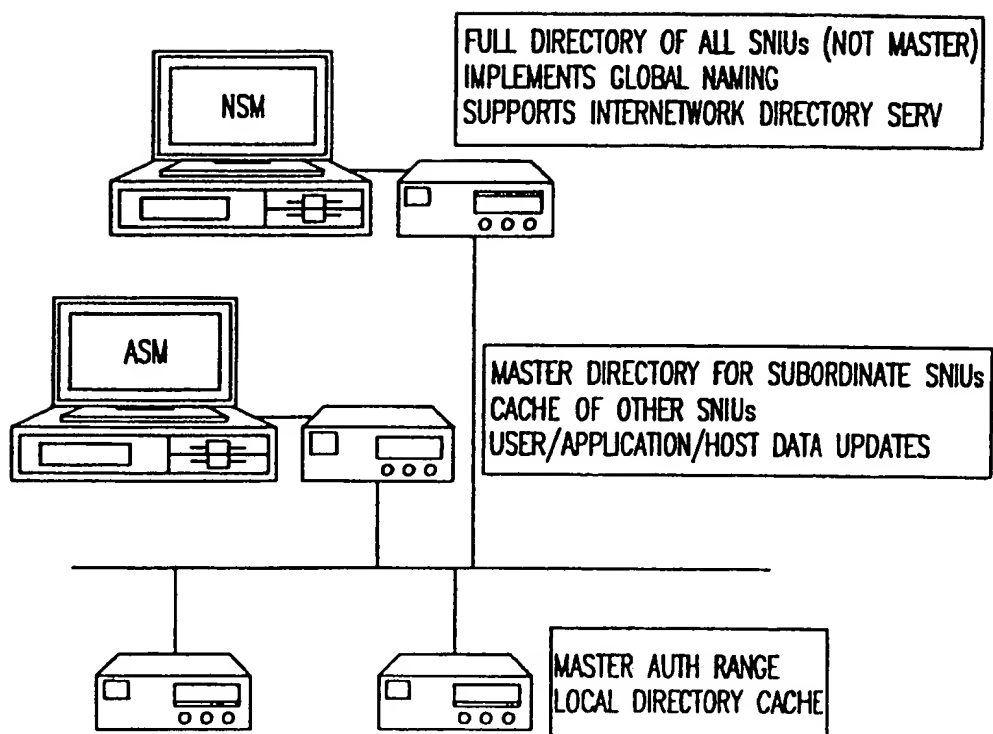 FULL DIRECTORY OF ALL SNIUs (NOT MASTER)
IMPLEMENTS GLOBAL NAMING
SUPPORTS INTERNETWORK DIRECTORY SERV
NSM
ASM
MASTER DIRECTORY FOR SUBORDINATE SNIUs
CACHE OF OTHER SNIUs
USER/APPLICATION/HOST DATA UPDATES
MASTER AUTH RANGE
LOCAL DIRECTORY CACHE